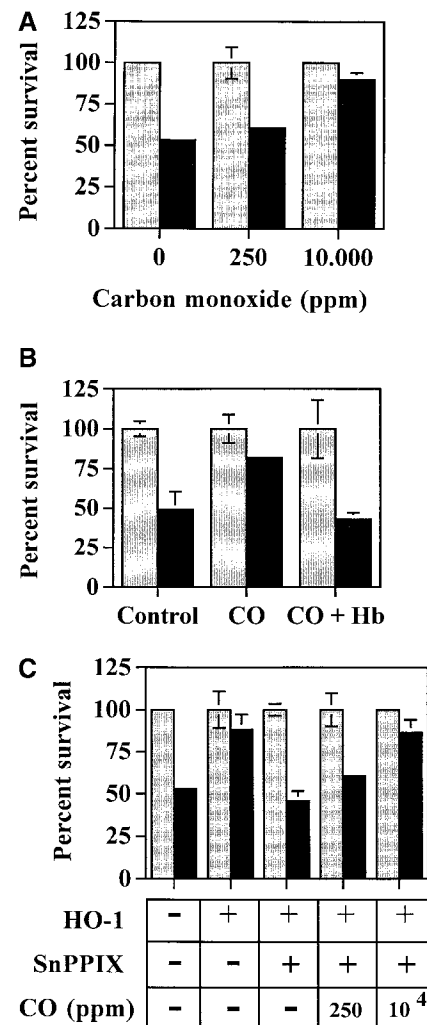 A
Percent survival
125
100
75
50
25
0
0 250 10.000
Carbon monoxide (ppm)
B
Percent survival
125
100
75
50
25
0
Control CO CO + Hb
C
Percent survival
125
100
75
50
25
0
HO-1 - + + + +
SnPPIX - - + + +
CO (ppm) - - - 250 10⁴